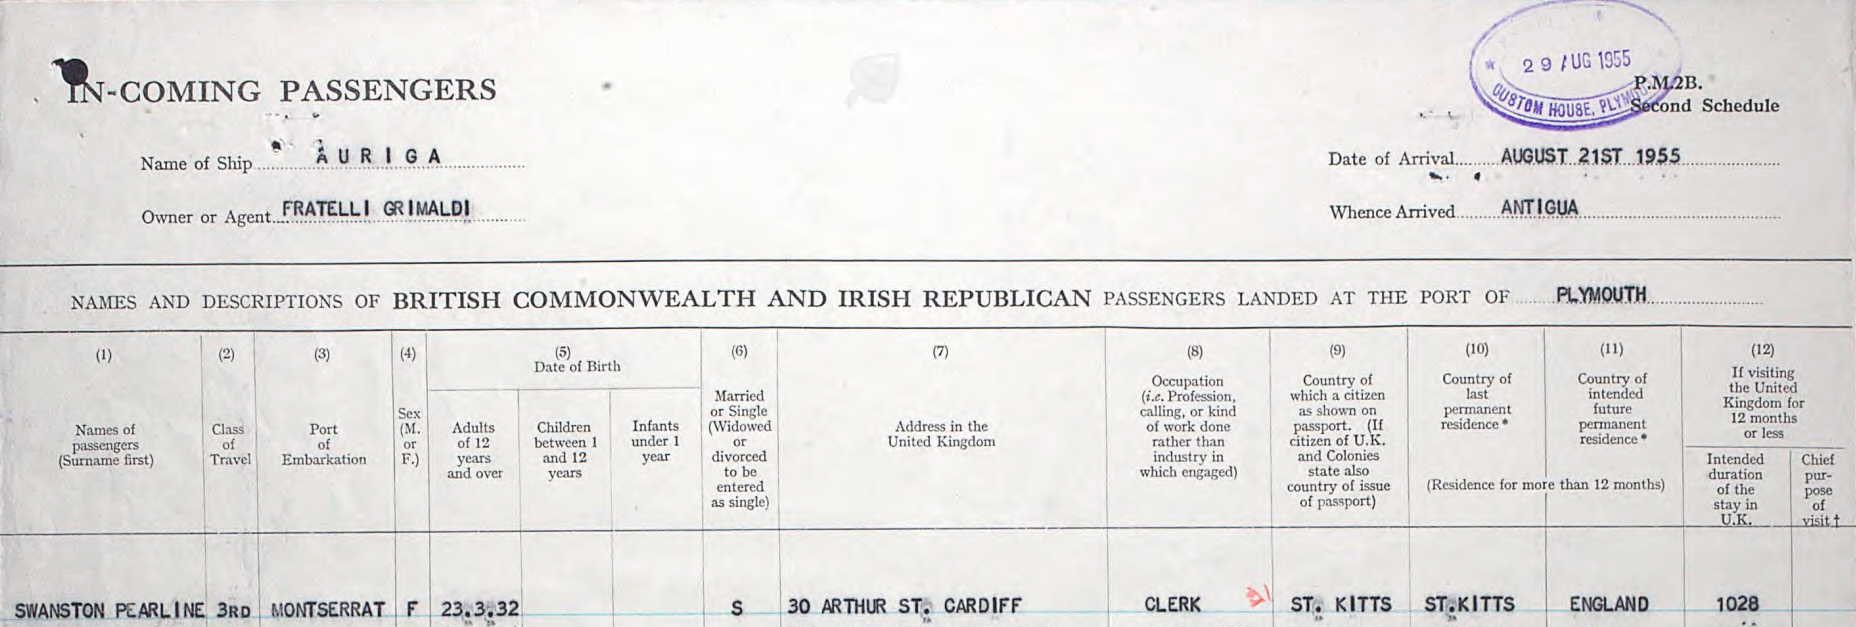 29 AUG 1955
CUSTOM HOUSE, PLYMOUTH
IN-COMING PASSENGERS
P.M.2B.
Second Schedule
Name of Ship AURIGA
Date of Arrival AUGUST 21ST 1955
Owner or Agent FRATELLI GRIMALDI
Whence Arrived ANTIGUA
NAMES AND DESCRIPTIONS OF BRITISH COMMONWEALTH AND IRISH REPUBLICAN PASSENGERS LANDED AT THE PORT OF PLYMOUTH
(1)
Names of
passengers
(Surname first)
(2)
Class
of
Travel
(3)
Port
of
Embarkation
(4)
Sex
(M.
or
F.)
(5)
Date of Birth
Adults
of 12
years
and over
Children
between 1
and 12
years
Infants
under 1
year
(6)
Married
or Single
(Widowed
or
divorced
to be
entered
as single)
(7)
Address in the
United Kingdom
(8)
Occupation
(i.e. Profession,
calling, or kind
of work done
rather than
industry in
which engaged)
(9)
Country of
which a citizen
as shown on
passport. (If
citizen of U.K.
and Colonies
state also
country of issue
of passport)
(10)
Country of
last
permanent
residence*
(11)
Country of
intended
future
permanent
residence*
(Residence for more than 12 months)
(12)
If visiting
the United
Kingdom for
12 months
or less
Intended
duration
of the
stay in
U.K.
Chief
pur-
pose
of
visit†
SWANSTON PEARLINE 3RD MONTSERRAT F 23.3.32 S 30 ARTHUR ST. CARDIFF CLERK ST. KITTS ST.KITTS ENGLAND 1028